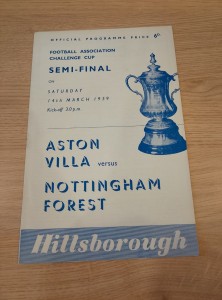 OFFICIAL PROGRAMME PRICE 6D
FOOTBALL ASSOCIATION
CHALLENGE CUP
SEMI-FINAL
ON
SATURDAY
14TH MARCH 1959
Kick-off 3.0 p.m.
ASTON
VILLA versus
NOTTINGHAM
FOREST
Hillsborough